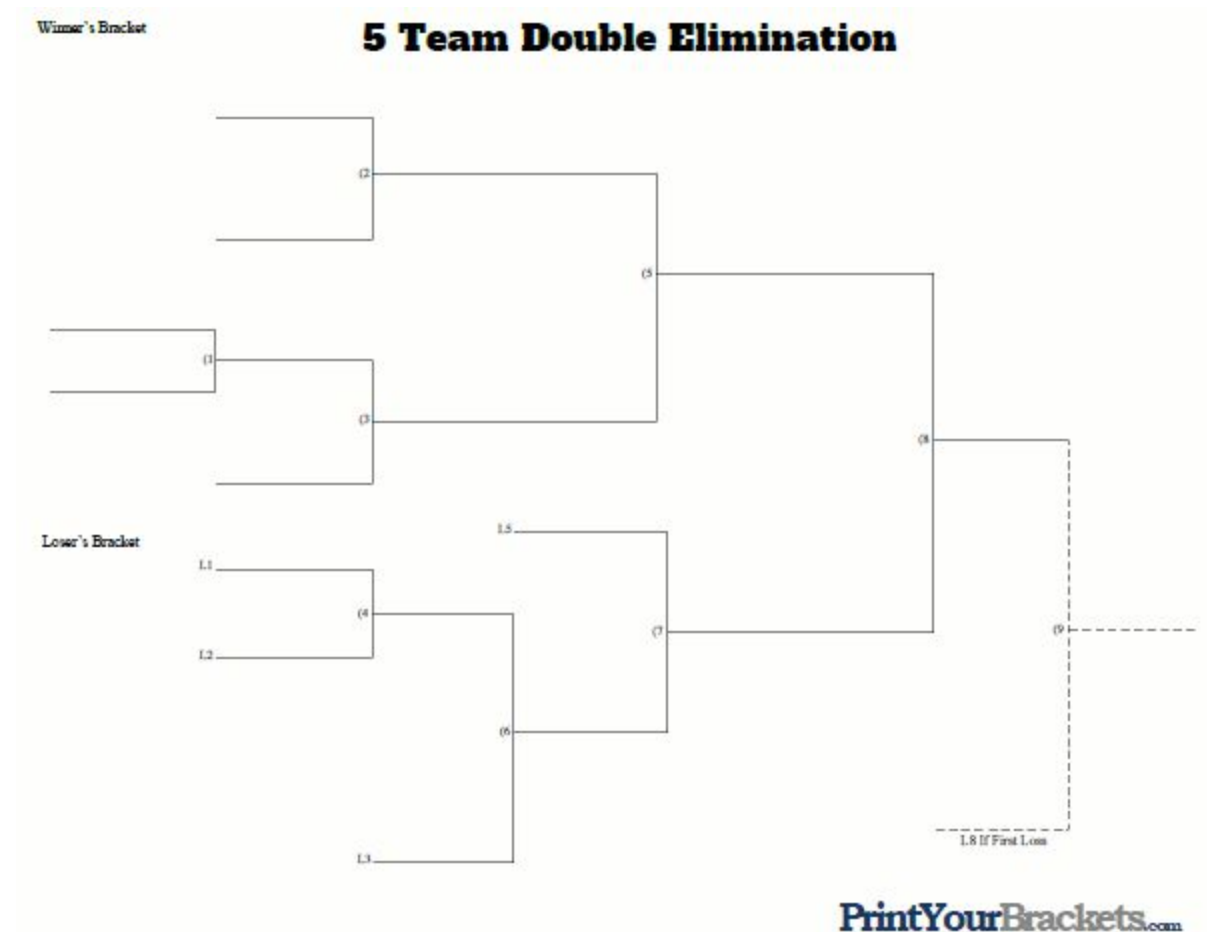 Winner's Bracket
5 Team Double Elimination
(2
(5
(1
(3
(8
L5
Loser's Bracket
L1
(4
(7
(9
L2
(6
L8 If First Loss
L3
PrintYourBrackets.com